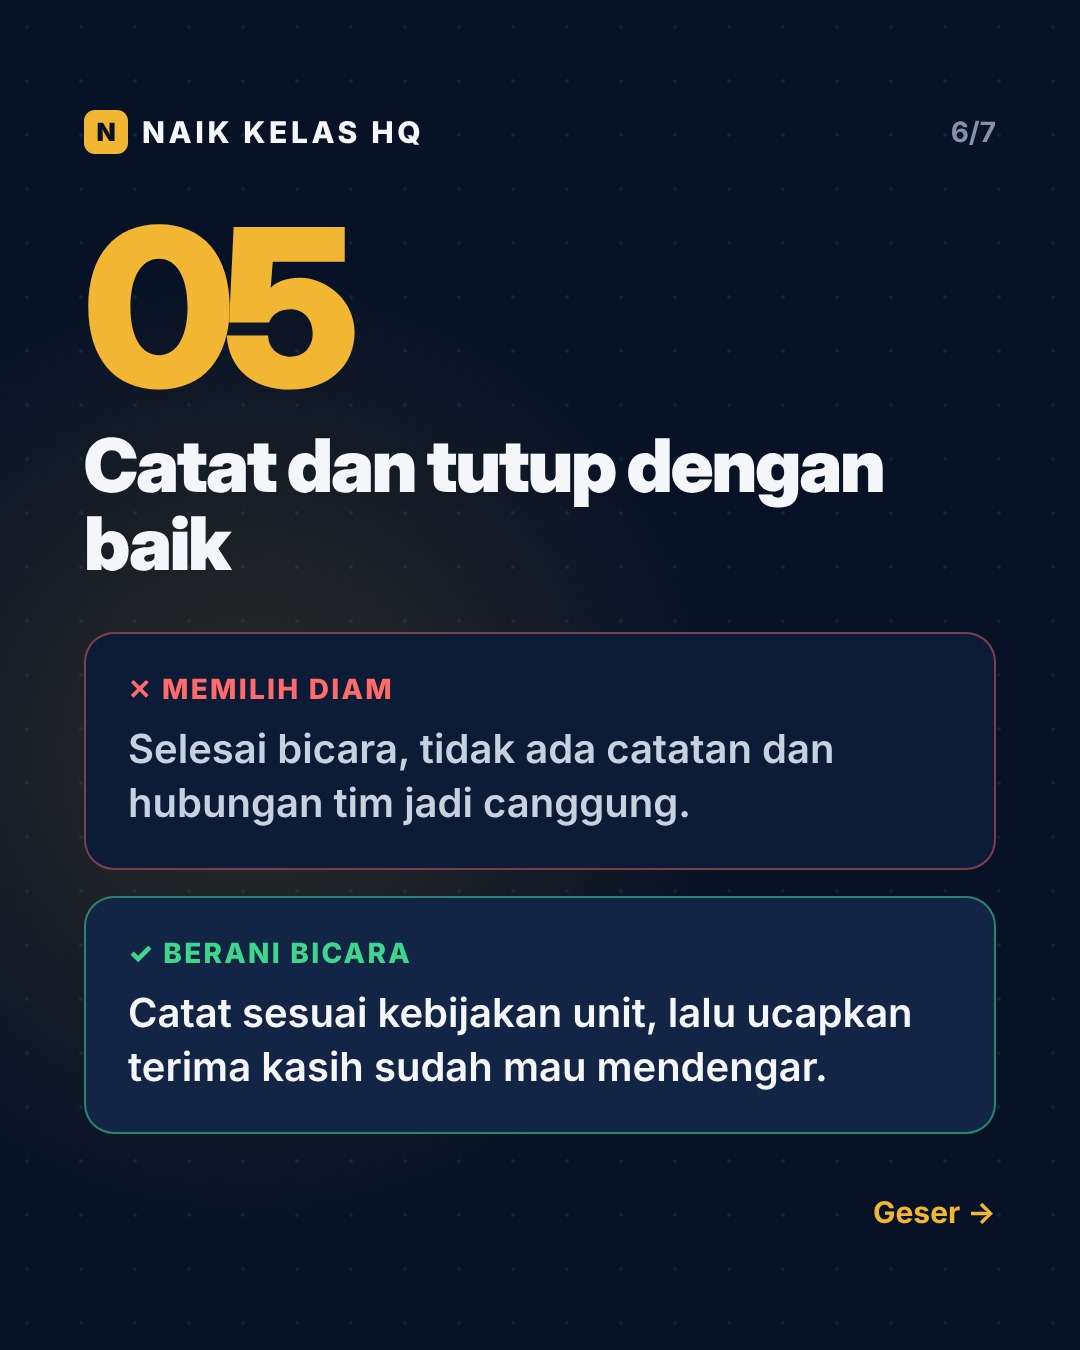 N NAIK KELAS HQ
6/7
05
Catat dan tutup dengan
baik
✕ MEMILIH DIAM
Selesai bicara, tidak ada catatan dan
hubungan tim jadi canggung.
✓ BERANI BICARA
Catat sesuai kebijakan unit, lalu ucapkan
terima kasih sudah mau mendengar.
Geser →